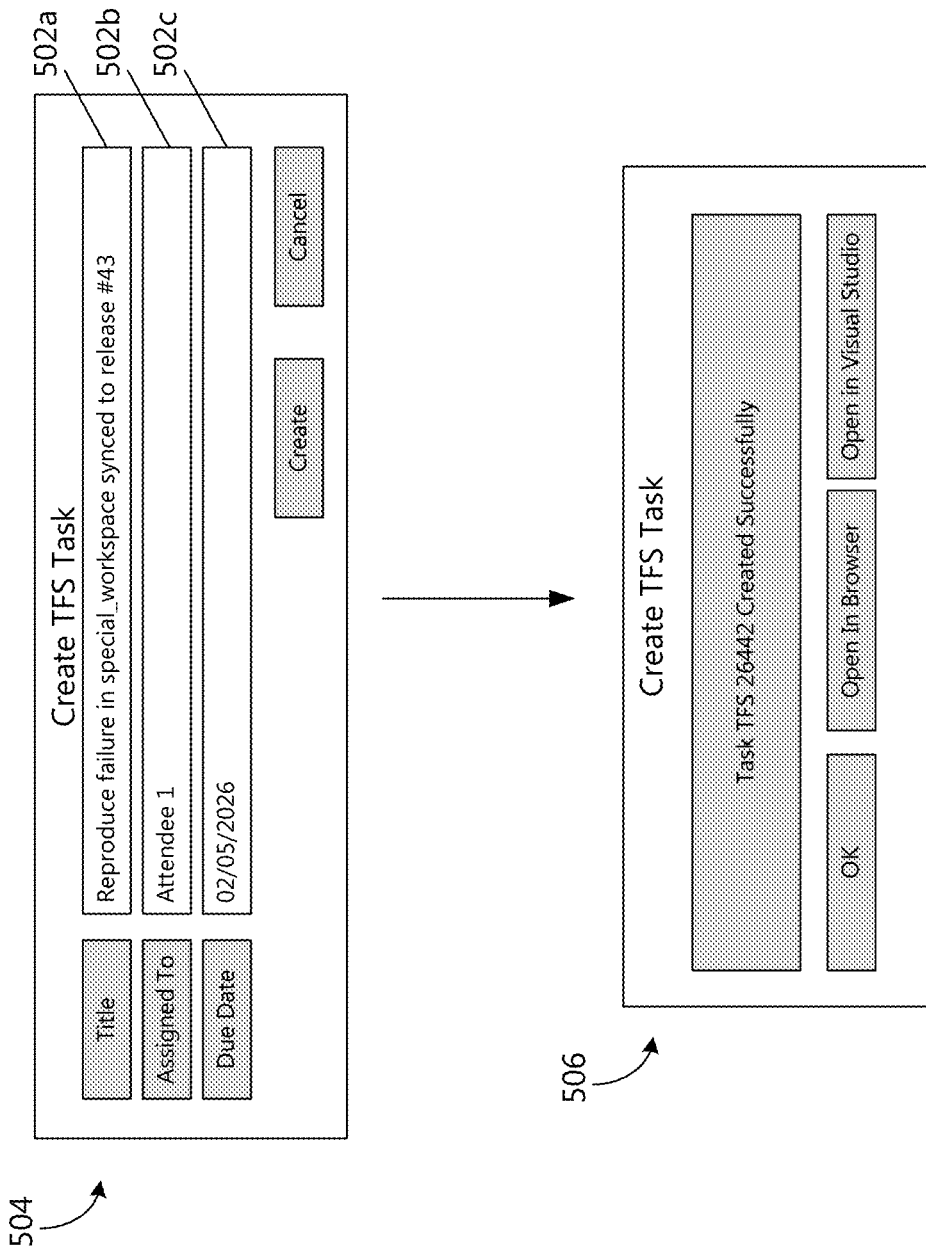 504
Create TFS Task
Title
Reproduce failure in special_workspace synced to release #43
502a
Assigned To
Attendee 1
502b
Due Date
02/05/2026
502c
Create
Cancel
506
Create TFS Task
Task TFS 26442 Created Successfully
OK
Open In Browser
Open in Visual Studio